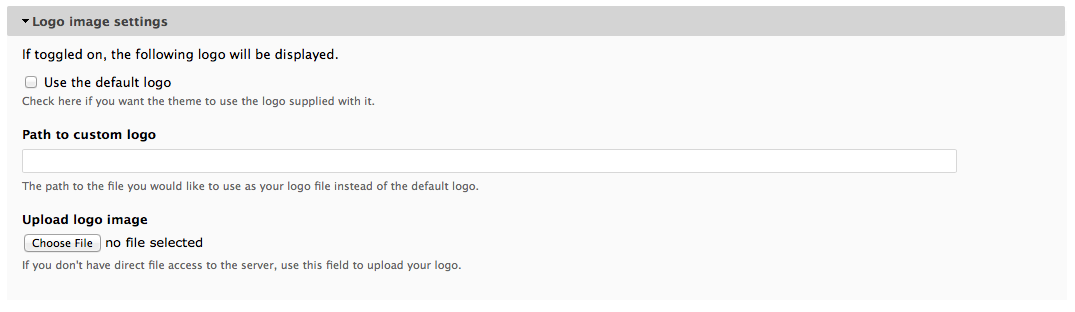 Logo image settings
If toggled on, the following logo will be displayed.
Use the default logo
Check here if you want the theme to use the logo supplied with it.
Path to custom logo
The path to the file you would like to use as your logo file instead of the default logo.
Upload logo image
Choose File no file selected
If you don't have direct file access to the server, use this field to upload your logo.